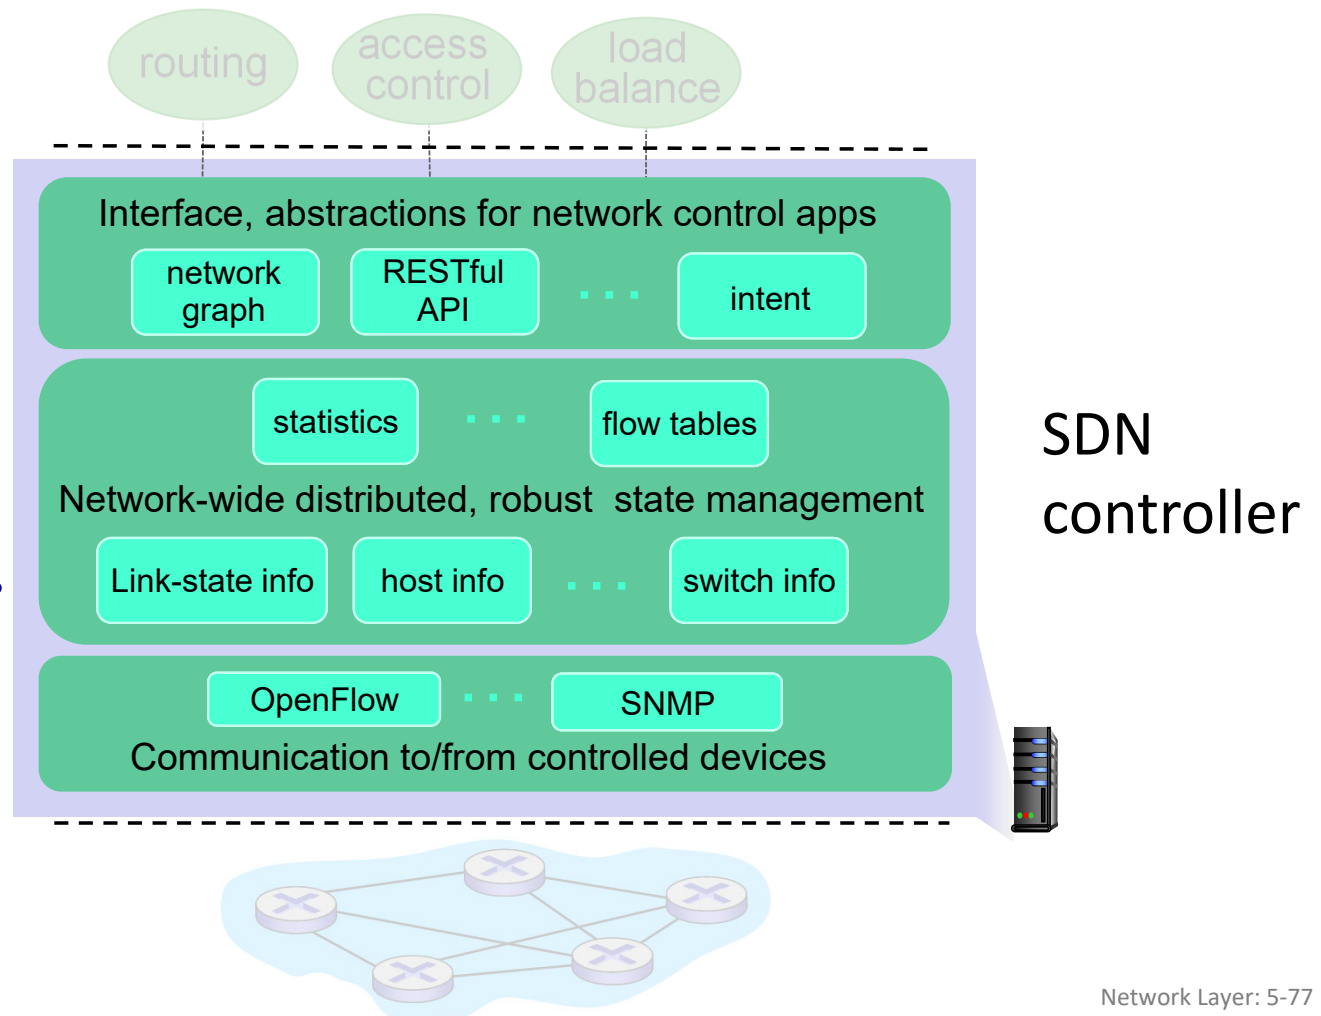 routing
access
control
load
balance
Interface, abstractions for network control apps
network
graph
RESTful
API
. . .
intent
statistics
. . .
flow tables
Network-wide distributed, robust  state management
Link-state info
host info
. . .
switch info
OpenFlow
. . .
SNMP
Communication to/from controlled devices
SDN
controller
Network Layer: 5-77